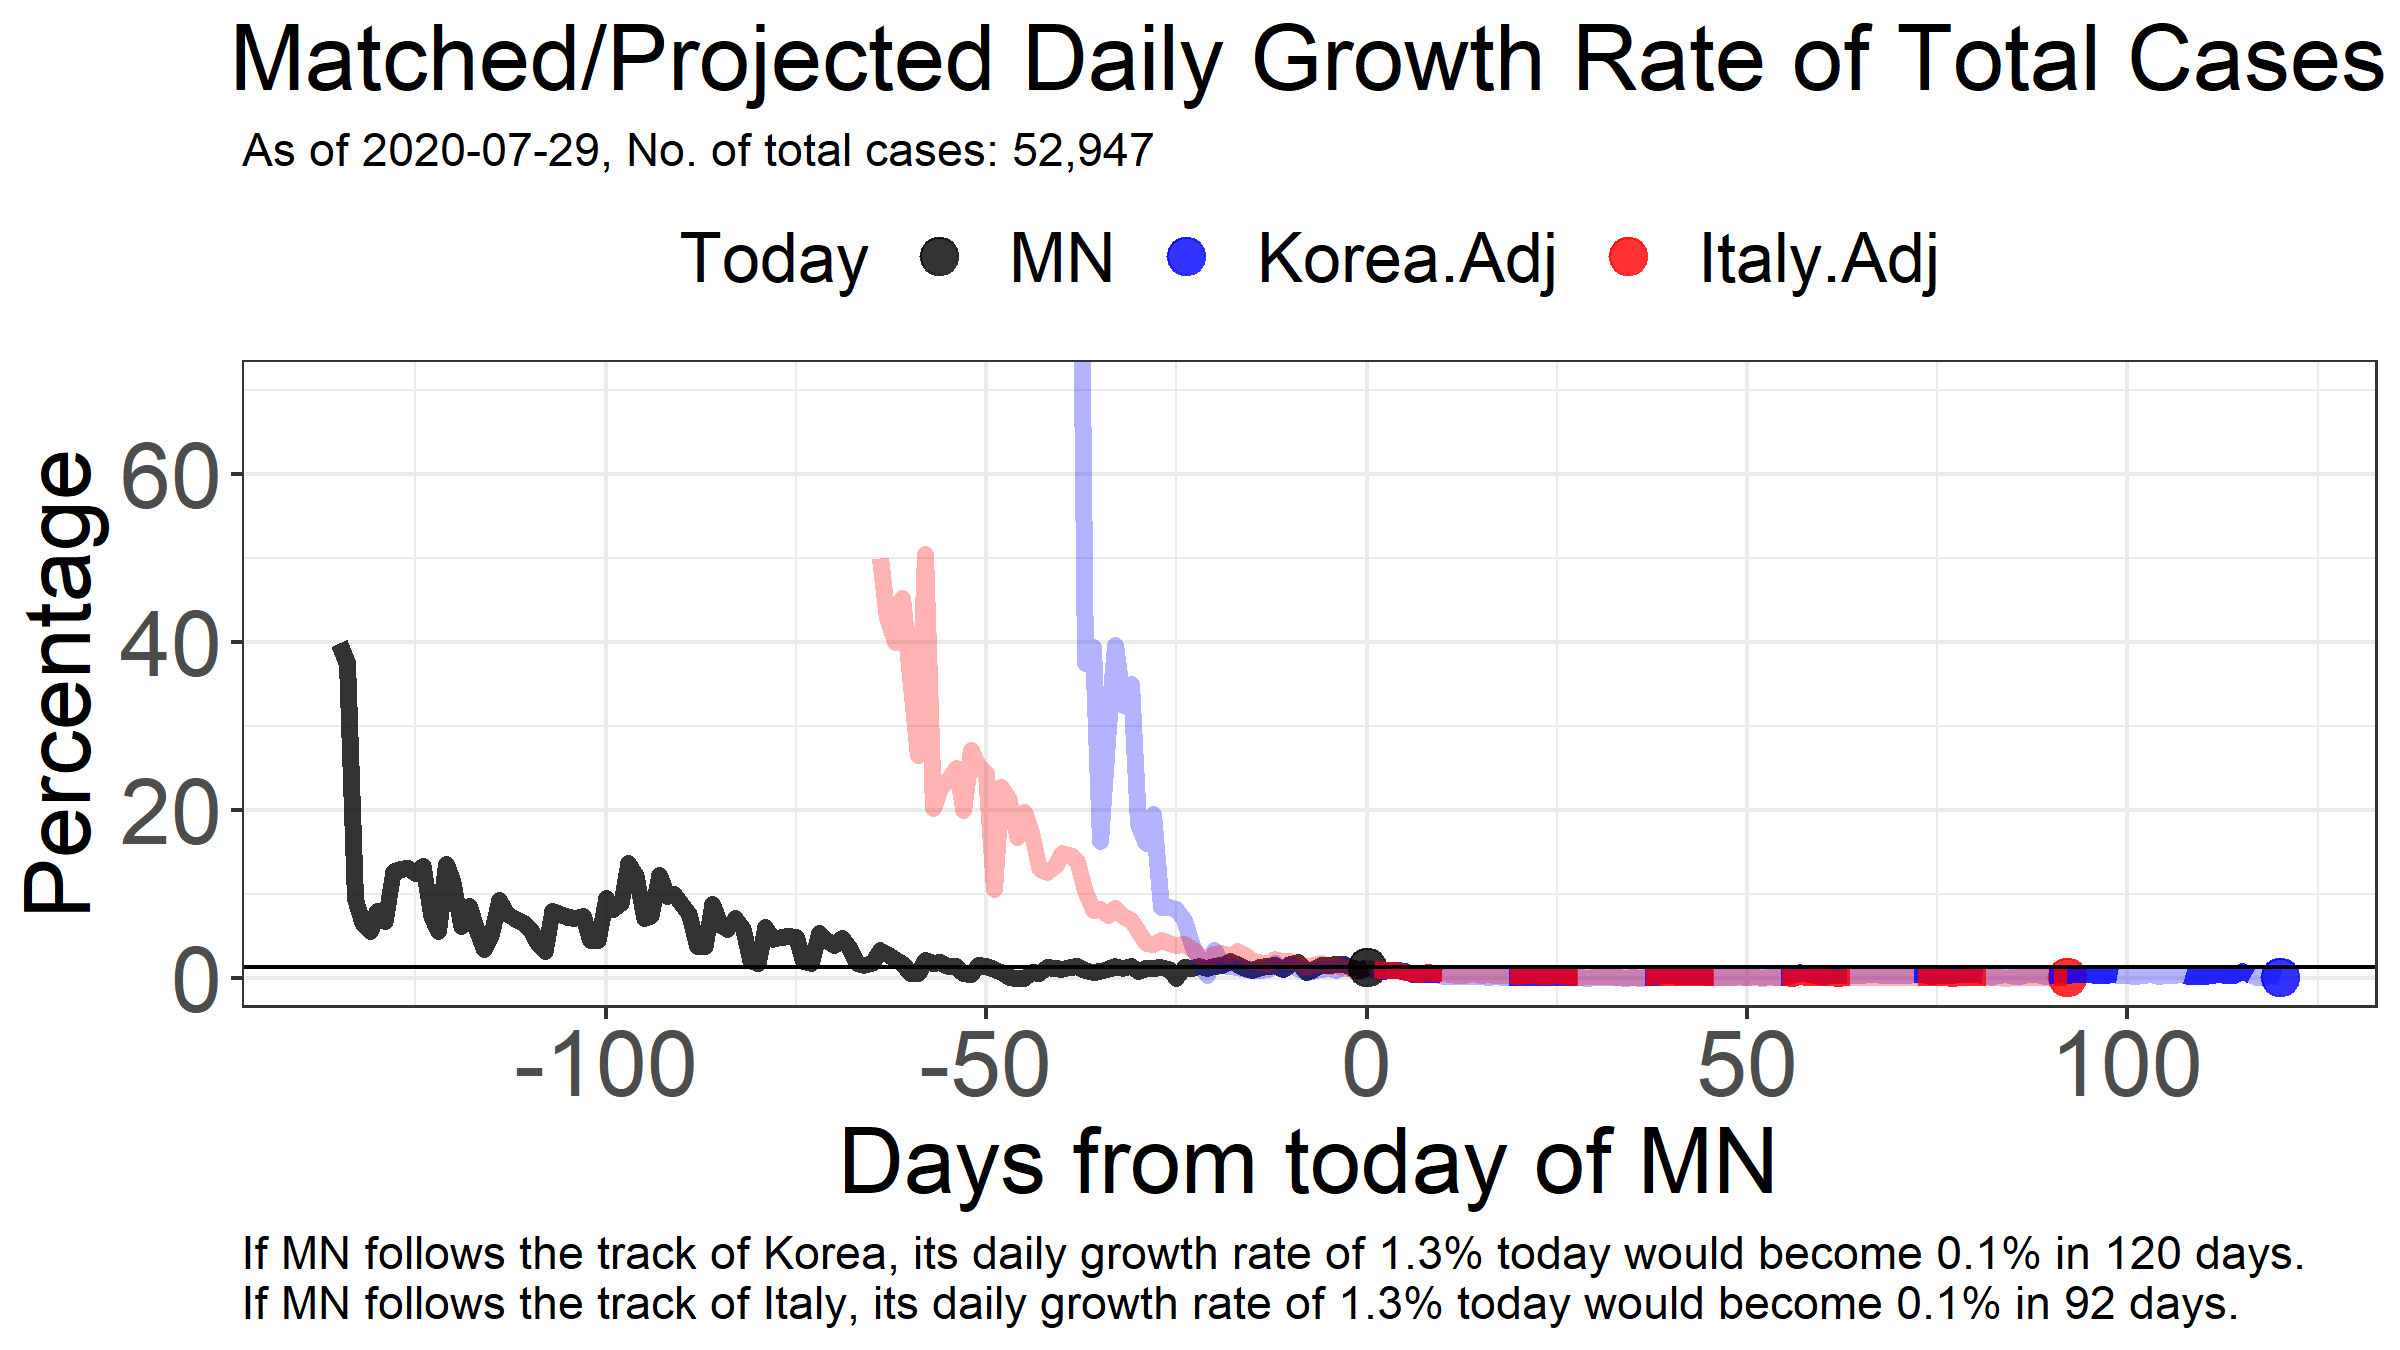 Matched/Projected Daily Growth Rate of Total Cases
As of 2020-07-29, No. of total cases: 52,947
Today MN Korea.Adj Italy.Adj
Percentage
60
40
20
0
-100 -50 0 50 100
Days from today of MN
If MN follows the track of Korea, its daily growth rate of 1.3% today would become 0.1% in 120 days.
If MN follows the track of Italy, its daily growth rate of 1.3% today would become 0.1% in 92 days.